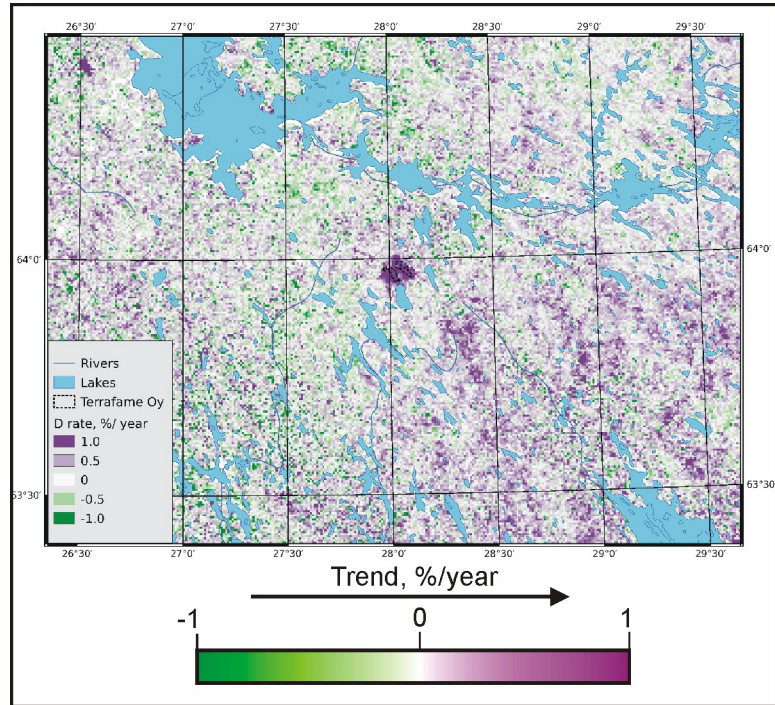 26°30' 27°0' 27°30' 28°0' 28°30' 29°0' 29°30'
64°0' 64°0'
Rivers
Lakes
Terrafame Oy
D rate, %/ year
1.0
0.5
0
-0.5
-1.0
63°30' 63°30'
26°30' 27°0' 27°30' 28°0' 28°30' 29°0' 29°30'
Trend, %/year
-1 0 1